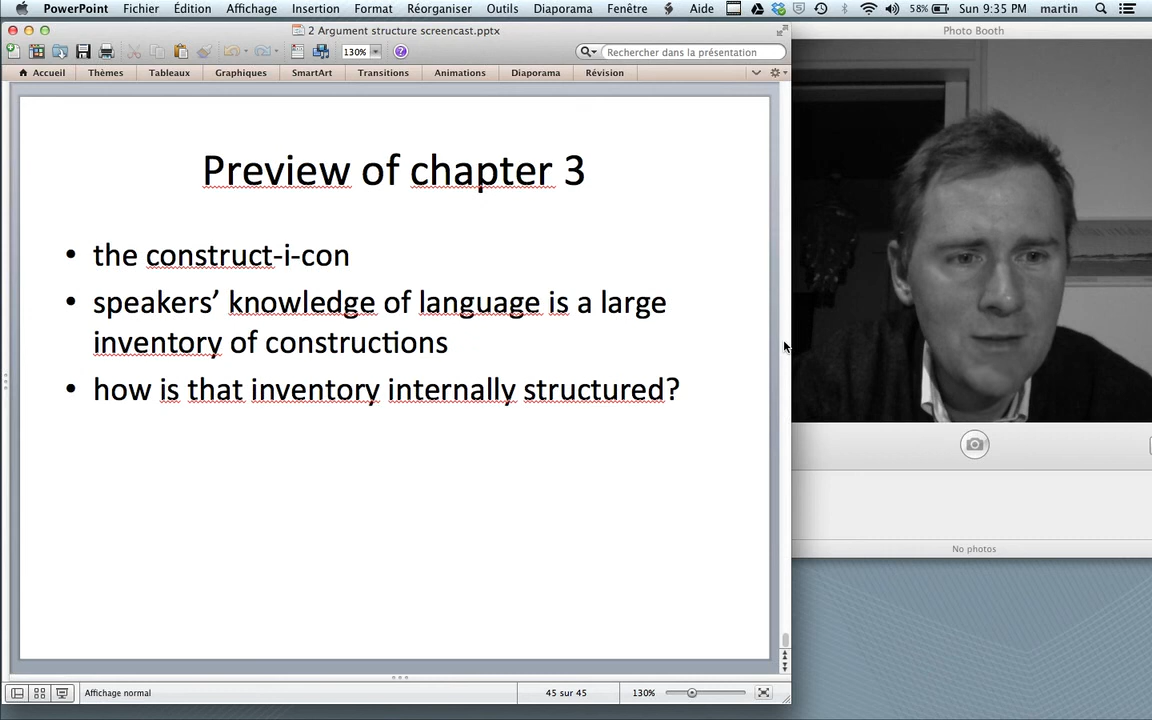 PowerPoint Fichier Édition Affichage Insertion Format Réorganiser Outils Diaporama Fenêtre Aide 58% Sun 9:35 PM martin
2 Argument structure screencast.pptx
Photo Booth
130% Rechercher dans la présentation
Accueil Thèmes Tableaux Graphiques SmartArt Transitions Animations Diaporama Révision
Preview of chapter 3
• the construct-i-con
• speakers’ knowledge of language is a large
inventory of constructions
• how is that inventory internally structured?
No photos
Affichage normal 45 sur 45 130%